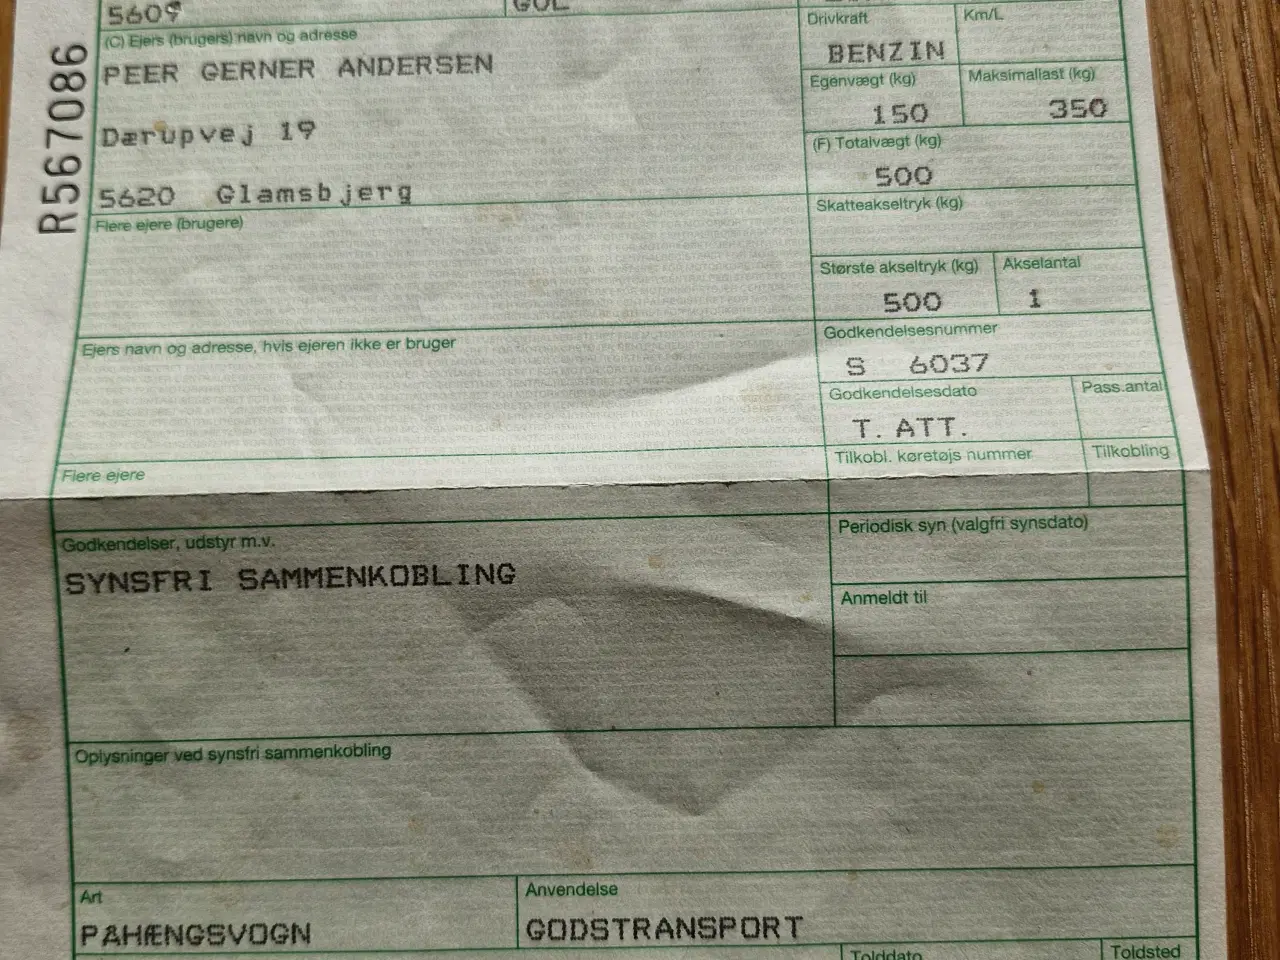 5609
GUL
(C) Ejers (brugers) navn og adresse
PEER GERNER ANDERSEN
Dærupvej 19
5620 Glamsbjerg
R567086
Drivkraft
BENZIN
Km/L
Egenvægt (kg)
150
Maksimallast (kg)
350
(F) Totalvægt (kg)
500
Skatteakseltryk (kg)
Flere ejere (brugere)
Største akseltryk (kg)
500
Akselantal
1
Ejers navn og adresse, hvis ejeren ikke er bruger
Godkendelsesnummer
S 6037
Godkendelsesdato
T. ATT.
Pass.antal
Flere ejere
Tilkobl. køretøjs nummer
Tilkobling
Godkendelser, udstyr m.v.
SYNSFRI SAMMENKOBLING
Periodisk syn (valgfri synsdato)
Anmeldt til
Oplysninger ved synsfri sammenkobling
Art
PÅHÆNGSVOGN
Anvendelse
GODSTRANSPORT
Tolddato
Toldsted